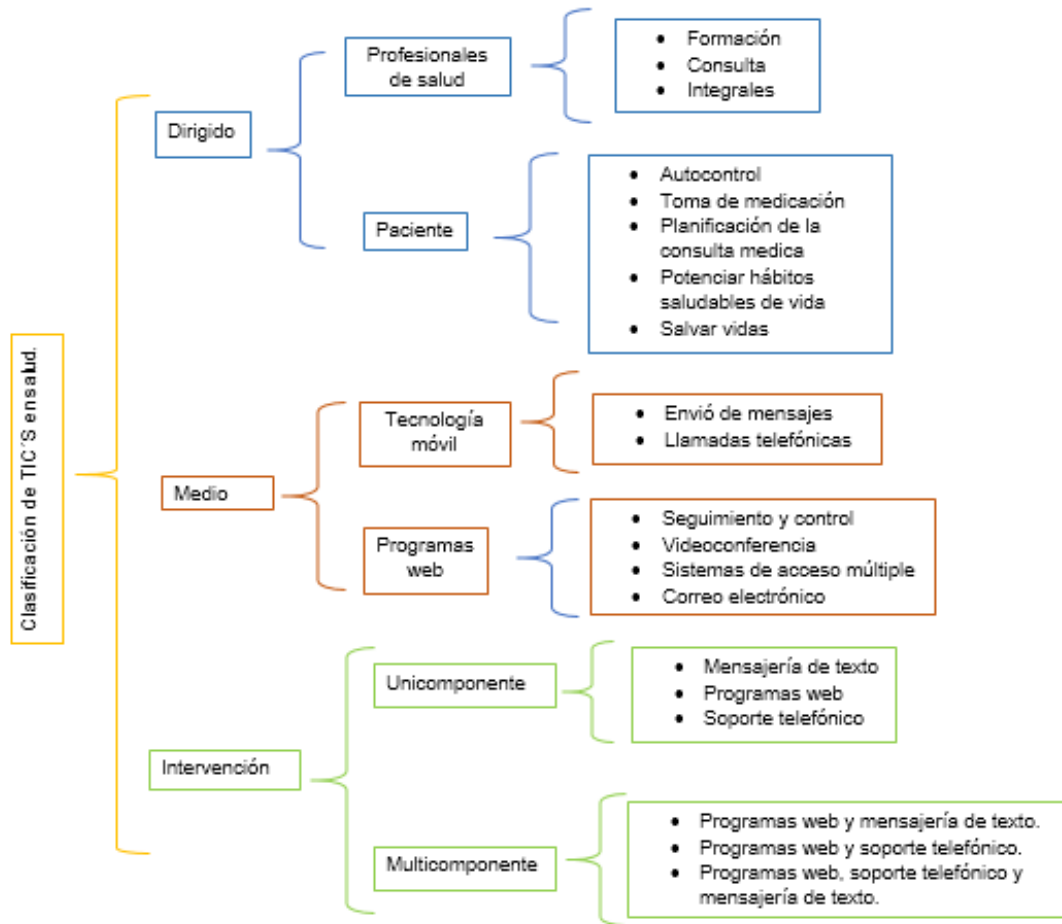 Clasificación de TIC´S ensalud.
Dirigido
Profesionales
de salud
• Formación
• Consulta
• Integrales
Paciente
• Autocontrol
• Toma de medicación
• Planificación de la
consulta medica
• Potenciar hábitos
saludables de vida
• Salvar vidas
Medio
Tecnología
móvil
• Envió de mensajes
• Llamadas telefónicas
Programas
web
• Seguimiento y control
• Videoconferencia
• Sistemas de acceso múltiple
• Correo electrónico
Intervención
Unicomponente
• Mensajería de texto
• Programas web
• Soporte telefónico
Multicomponente
• Programas web y mensajería de texto.
• Programas web y soporte telefónico.
• Programas web, soporte telefónico y
mensajería de texto.